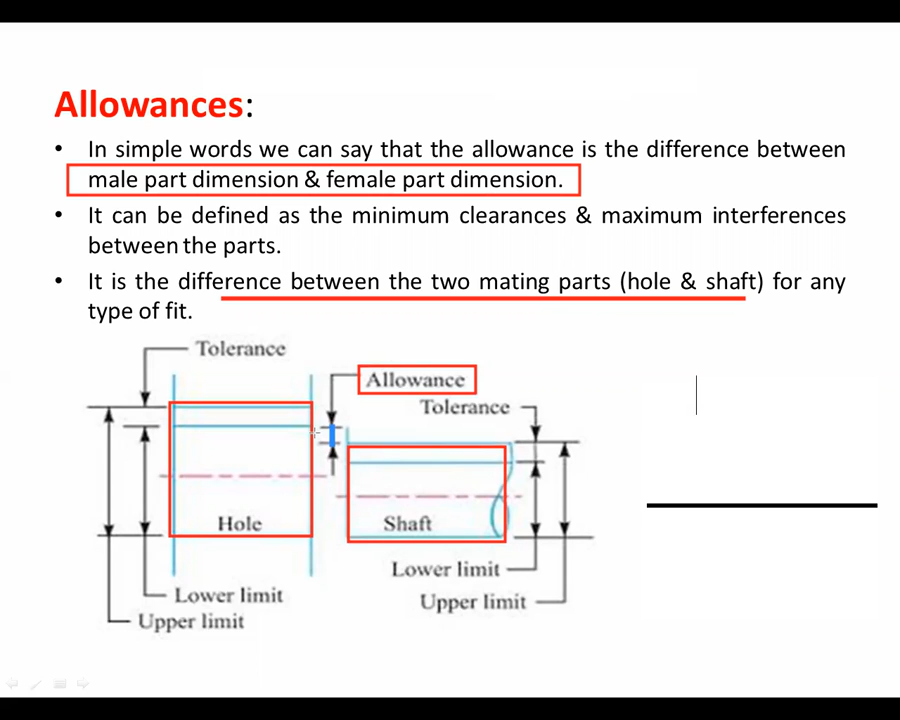 Allowances:
• In simple words we can say that the allowance is the difference between
male part dimension & female part dimension.
• It can be defined as the minimum clearances & maximum interferences
between the parts.
• It is the difference between the two mating parts (hole & shaft) for any
type of fit.
Tolerance
Allowance
Tolerance
Hole
Shaft
Lower limit
Upper limit
Lower limit
Upper limit